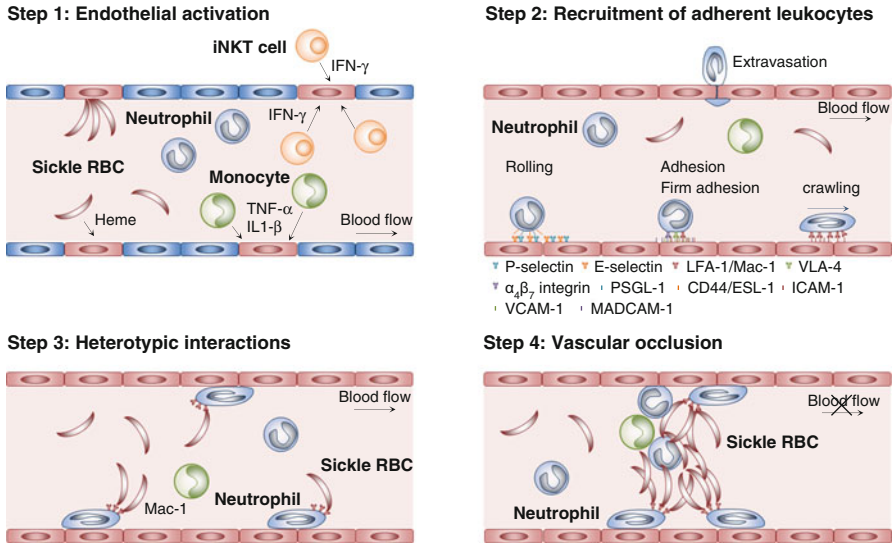 Step 1: Endothelial activation
iNKT cell
IFN-γ
Neutrophil
IFN-γ
Sickle RBC
Monocyte
TNF-α
IL1-β
Heme
Blood flow
Step 2: Recruitment of adherent leukocytes
Extravasation
Blood flow
Neutrophil
Rolling
Adhesion
Firm adhesion
crawling
P-selectin E-selectin LFA-1/Mac-1 VLA-4
α4β7 integrin PSGL-1 CD44/ESL-1 ICAM-1
VCAM-1 MADCAM-1
Step 3: Heterotypic interactions
Blood flow
Sickle RBC
Neutrophil
Mac-1
Step 4: Vascular occlusion
Blood flow
Sickle RBC
Neutrophil